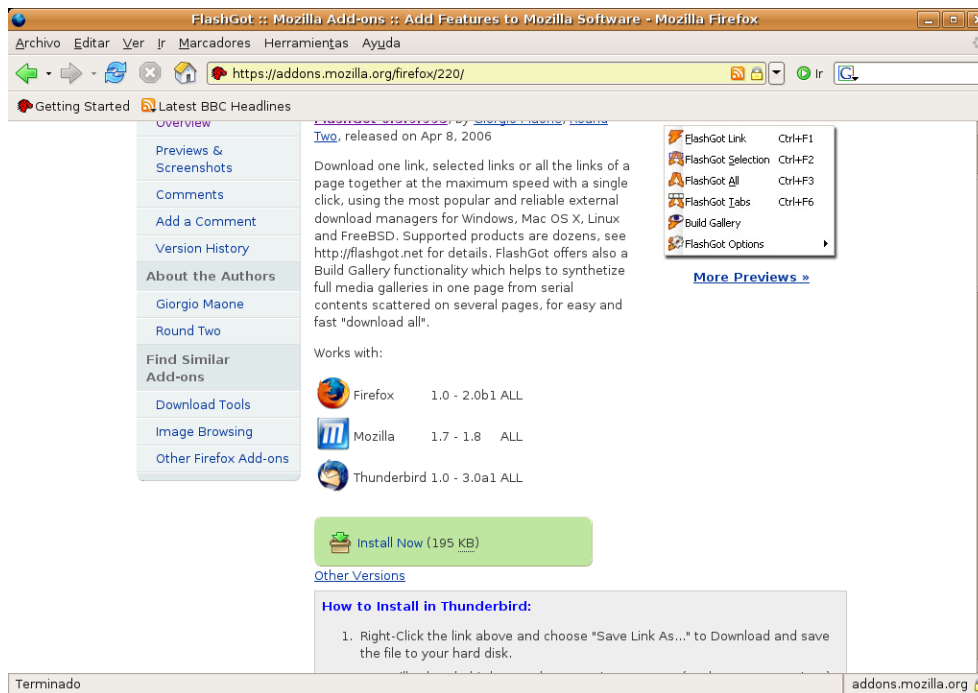 FlashGot :: Mozilla Add-ons :: Add Features to Mozilla Software - Mozilla Firefox
Archivo Editar Ver Ir Marcadores Herramientas Ayuda
https://addons.mozilla.org/firefox/220/
Ir
G
Getting Started Latest BBC Headlines
Overview
Previews &
Screenshots
Comments
Add a Comment
Version History
About the Authors
Giorgio Maone
Round Two
Find Similar
Add-ons
Download Tools
Image Browsing
Other Firefox Add-ons
by Giorgio Maone, Round
Two, released on Apr 8, 2006
Download one link, selected links or all the links of a
page together at the maximum speed with a single
click, using the most popular and reliable external
download managers for Windows, Mac OS X, Linux
and FreeBSD. Supported products are dozens, see
http://flashgot.net for details. FlashGot offers also a
Build Gallery functionality which helps to synthetize
full media galleries in one page from serial
contents scattered on several pages, for easy and
fast "download all".
Works with:
Firefox 1.0 - 2.0b1 ALL
Mozilla 1.7 - 1.8 ALL
Thunderbird 1.0 - 3.0a1 ALL
Install Now (195 KB)
Other Versions
How to Install in Thunderbird:
1. Right-Click the link above and choose "Save Link As..." to Download and save
the file to your hard disk.
FlashGot Link Ctrl+F1
FlashGot Selection Ctrl+F2
FlashGot All Ctrl+F3
FlashGot Tabs Ctrl+F6
Build Gallery
FlashGot Options
More Previews »
Terminado
addons.mozilla.org